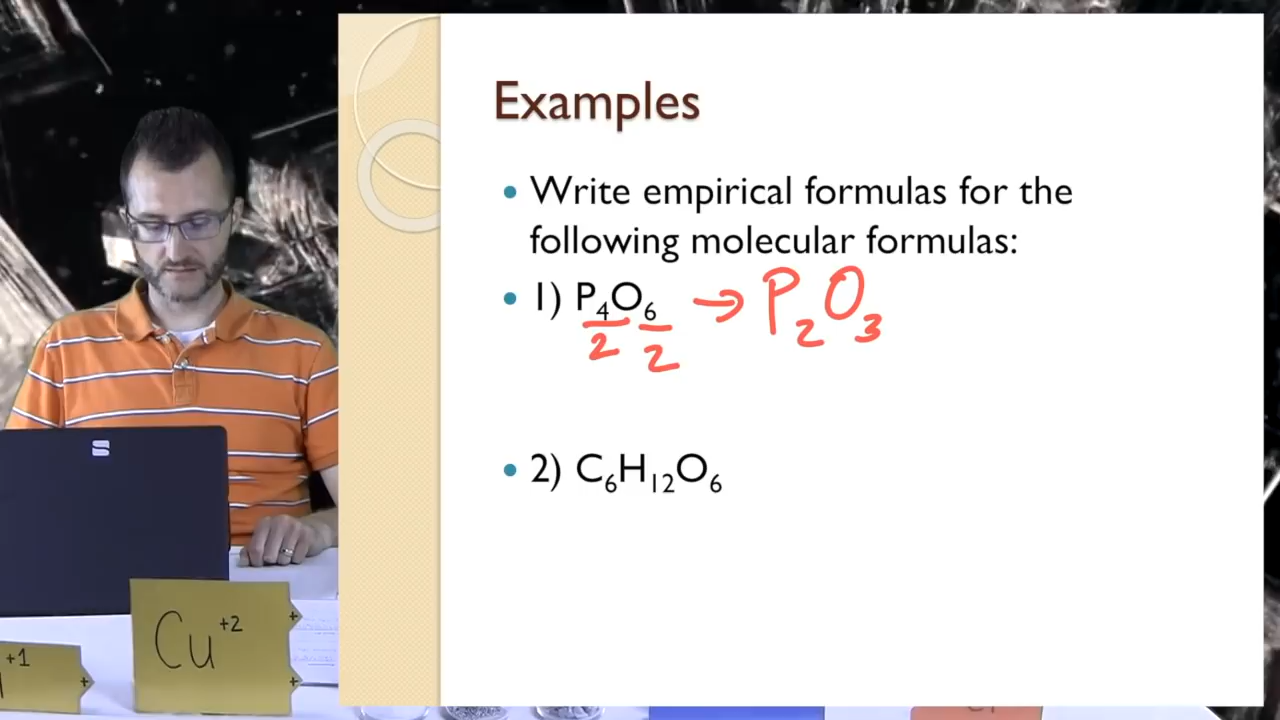 Examples
Write empirical formulas for the
following molecular formulas:
1) P₄O₆ → P₂O₃
2 2
2) C₆H₁₂O₆
Cu⁺²
+1